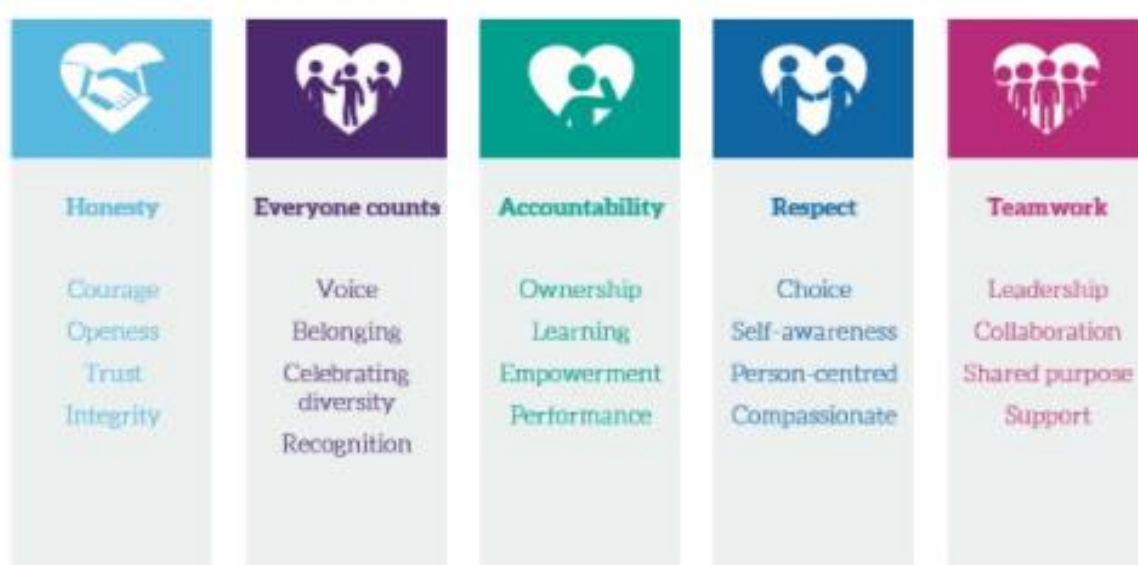 Honesty
Courage
Openess
Trust
Integrity
Everyone counts
Voice
Belonging
Celebrating
diversity
Recognition
Accountability
Ownership
Learning
Empowerment
Performance
Respect
Choice
Self-awareness
Person-centred
Compassionate
Teamwork
Leadership
Collaboration
Shared purpose
Support